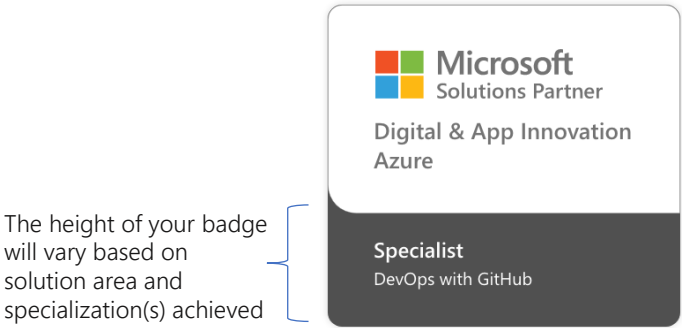 Microsoft
Solutions Partner
Digital & App Innovation
Azure
The height of your badge
will vary based on
solution area and
specialization(s) achieved
Specialist
DevOps with GitHub